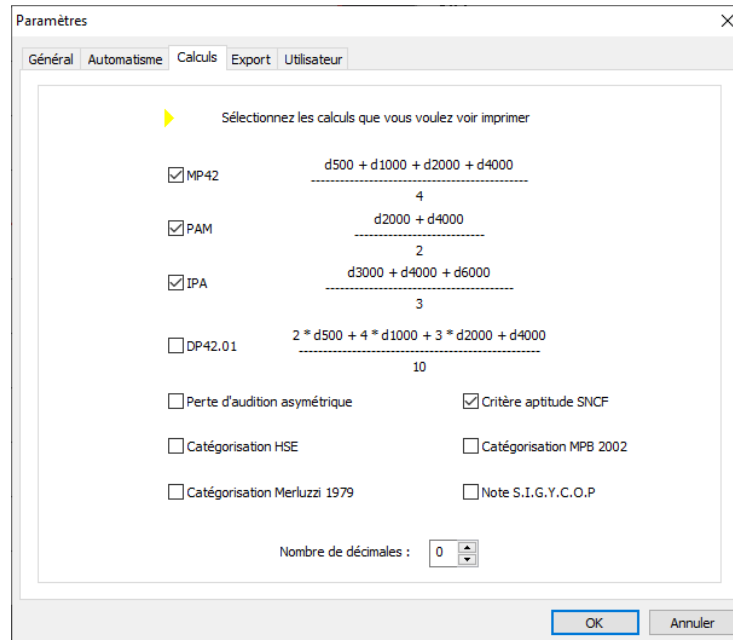 Paramètres
Général Automatisme Calculs Export Utilisateur
Sélectionnez les calculs que vous voulez voir imprimer
MP42
d500 + d1000 + d2000 + d4000
4
PAM
d2000 + d4000
2
IPA
d3000 + d4000 + d6000
3
DP42.01
2 * d500 + 4 * d1000 + 3 * d2000 + d4000
10
Perte d'audition asymétrique
Critère aptitude SNCF
Catégorisation HSE
Catégorisation MPB 2002
Catégorisation Merluzzi 1979
Note S.I.G.Y.C.O.P
Nombre de décimales : 0
OK Annuler